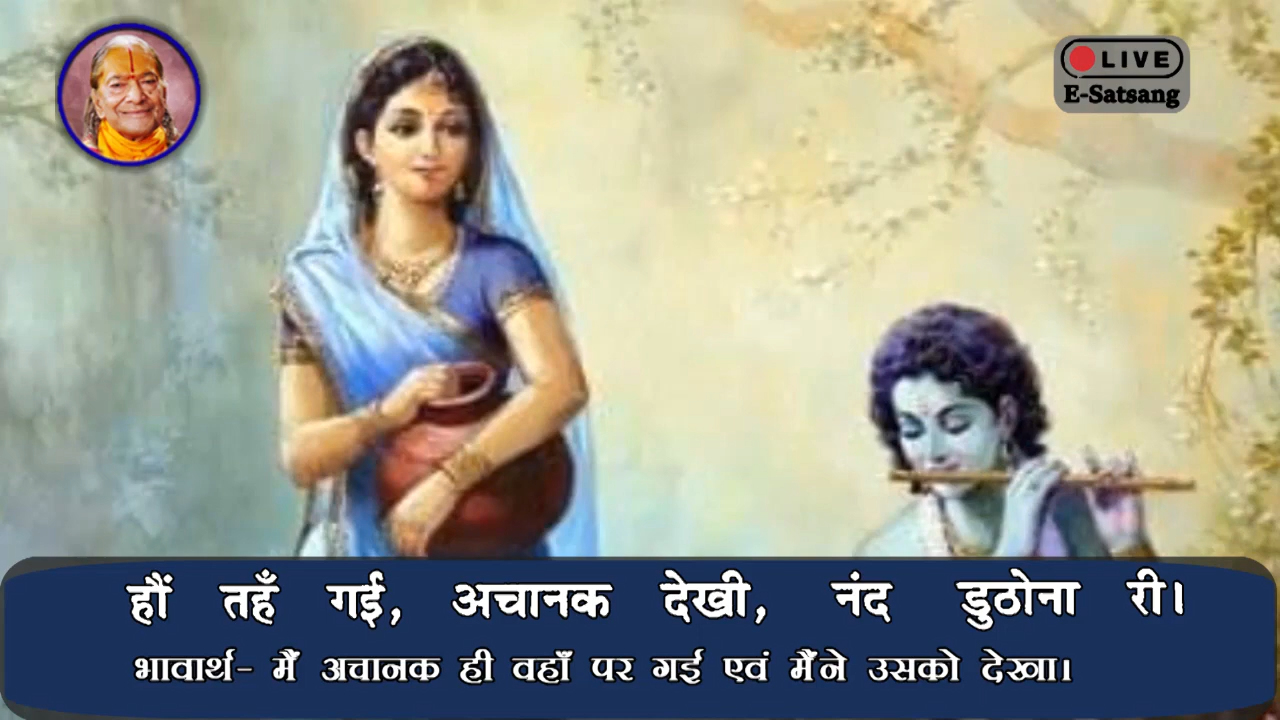 LIVE
E-Satsang
हौं तहँ गई, अचानक देखी, नंद डुठोना री।
भावार्थ- मैं अचानक ही वहाँ पर गई एवं मैंने उसको देखा।